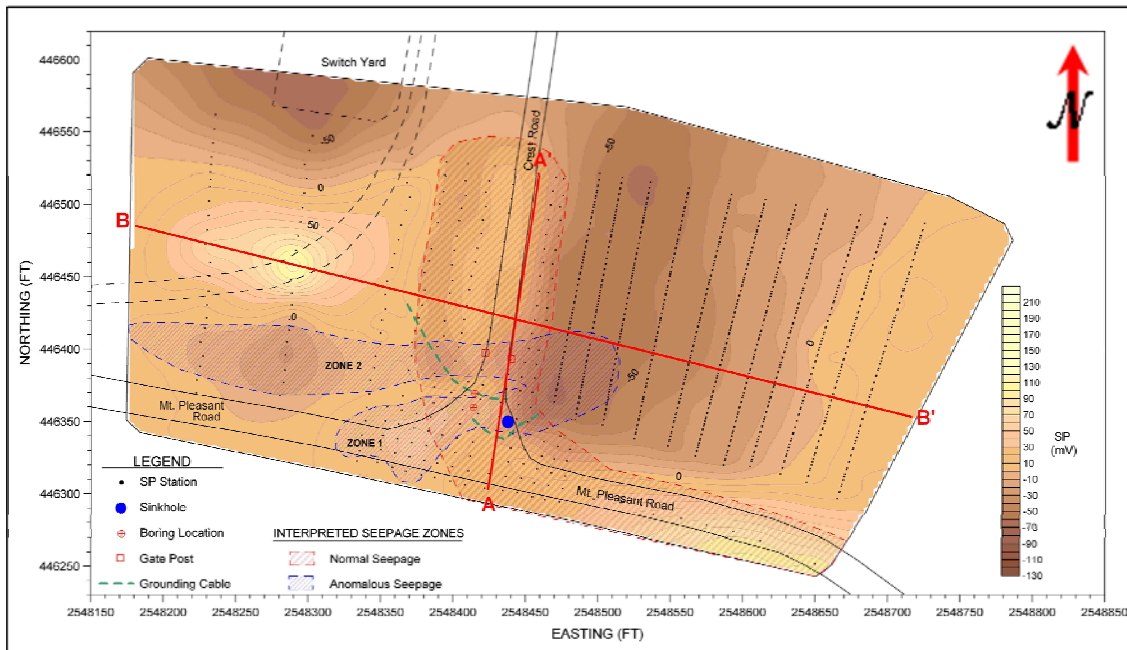 446600
446550
446500
446450
446400
446350
446300
446250
NORTHING (FT)
Switch Yard
Crest Road
N
-50
-50
0
50
0
-50
0
0
A'
B
B'
A
ZONE 2
ZONE 1
Mt. Pleasant
Road
Mt. Pleasant Road
LEGEND
SP Station
Sinkhole
Boring Location
Gate Post
Grounding Cable
INTERPRETED SEEPAGE ZONES
Normal Seepage
Anomalous Seepage
210
190
170
150
130
110
90
70
50
30
10
-10
-30
-50
-70
-90
-110
-130
SP
(mV)
2548150 2548200 2548250 2548300 2548350 2548400 2548450 2548500 2548550 2548600 2548650 2548700 2548750 2548800 2548850
EASTING (FT)